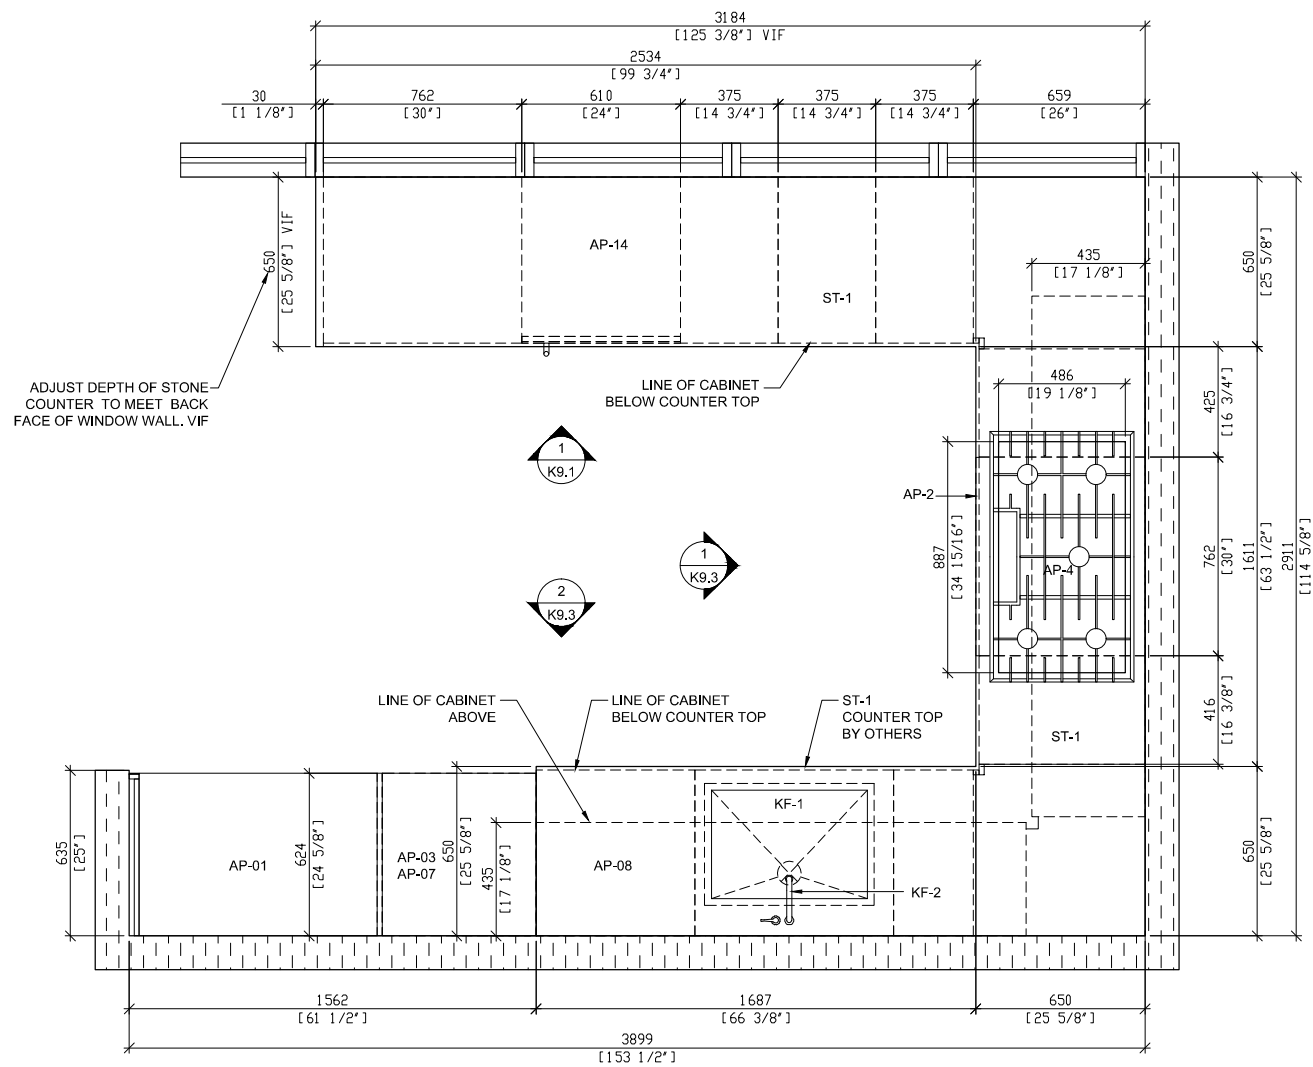 3184
[125 3/8"] VIF
2534
[99 3/4"]
30
[1 1/8"]
762
[30"]
610
[24"]
375
[14 3/4"]
375
[14 3/4"]
375
[14 3/4"]
659
[26"]
650
[25 5/8"] VIF
AP-14
ST-1
435
[17 1/8"]
650
[25 5/8"]
ADJUST DEPTH OF STONE
COUNTER TO MEET BACK
FACE OF WINDOW WALL. VIF
LINE OF CABINET
BELOW COUNTER TOP
486
[19 1/8"]
425
[16 3/4"]
1
K9.1
AP-2
887
[34 15/16"]
AP-4
762
[30"]
1611
[63 1/2"]
2911
[114 5/8"]
1
K9.3
2
K9.3
LINE OF CABINET
ABOVE
LINE OF CABINET
BELOW COUNTER TOP
ST-1
COUNTER TOP
BY OTHERS
ST-1
416
[16 3/8"]
635
[25"]
AP-01
624
[24 5/8"]
AP-03
AP-07
650
[25 5/8"]
435
[17 1/8"]
AP-08
KF-1
KF-2
650
[25 5/8"]
1562
[61 1/2"]
1687
[66 3/8"]
650
[25 5/8"]
3899
[153 1/2"]